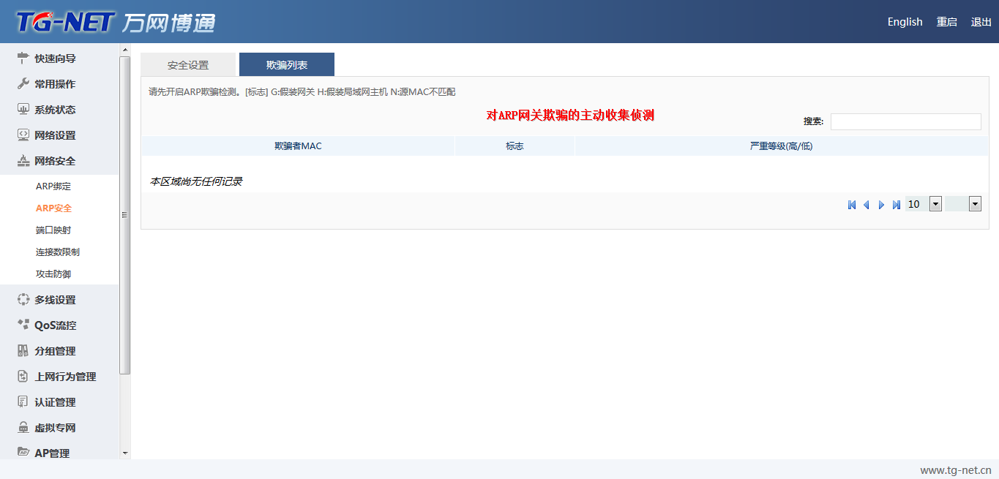 TG-NET 万网博通
English 重启 退出
快速向导
常用操作
系统状态
网络设置
网络安全
ARP绑定
ARP安全
端口映射
连接数限制
攻击防御
多线设置
QoS流控
分组管理
上网行为管理
认证管理
虚拟专网
AP管理
安全设置 欺骗列表
请先开启ARP欺骗检测。[标志] G:假装网关 H:假装局域网主机 N:源MAC不匹配
对ARP网关欺骗的主动收集侦测
搜索:
欺骗者MAC 标志 严重等级(高/低)
本区域尚无任何记录
10
www.tg-net.cn